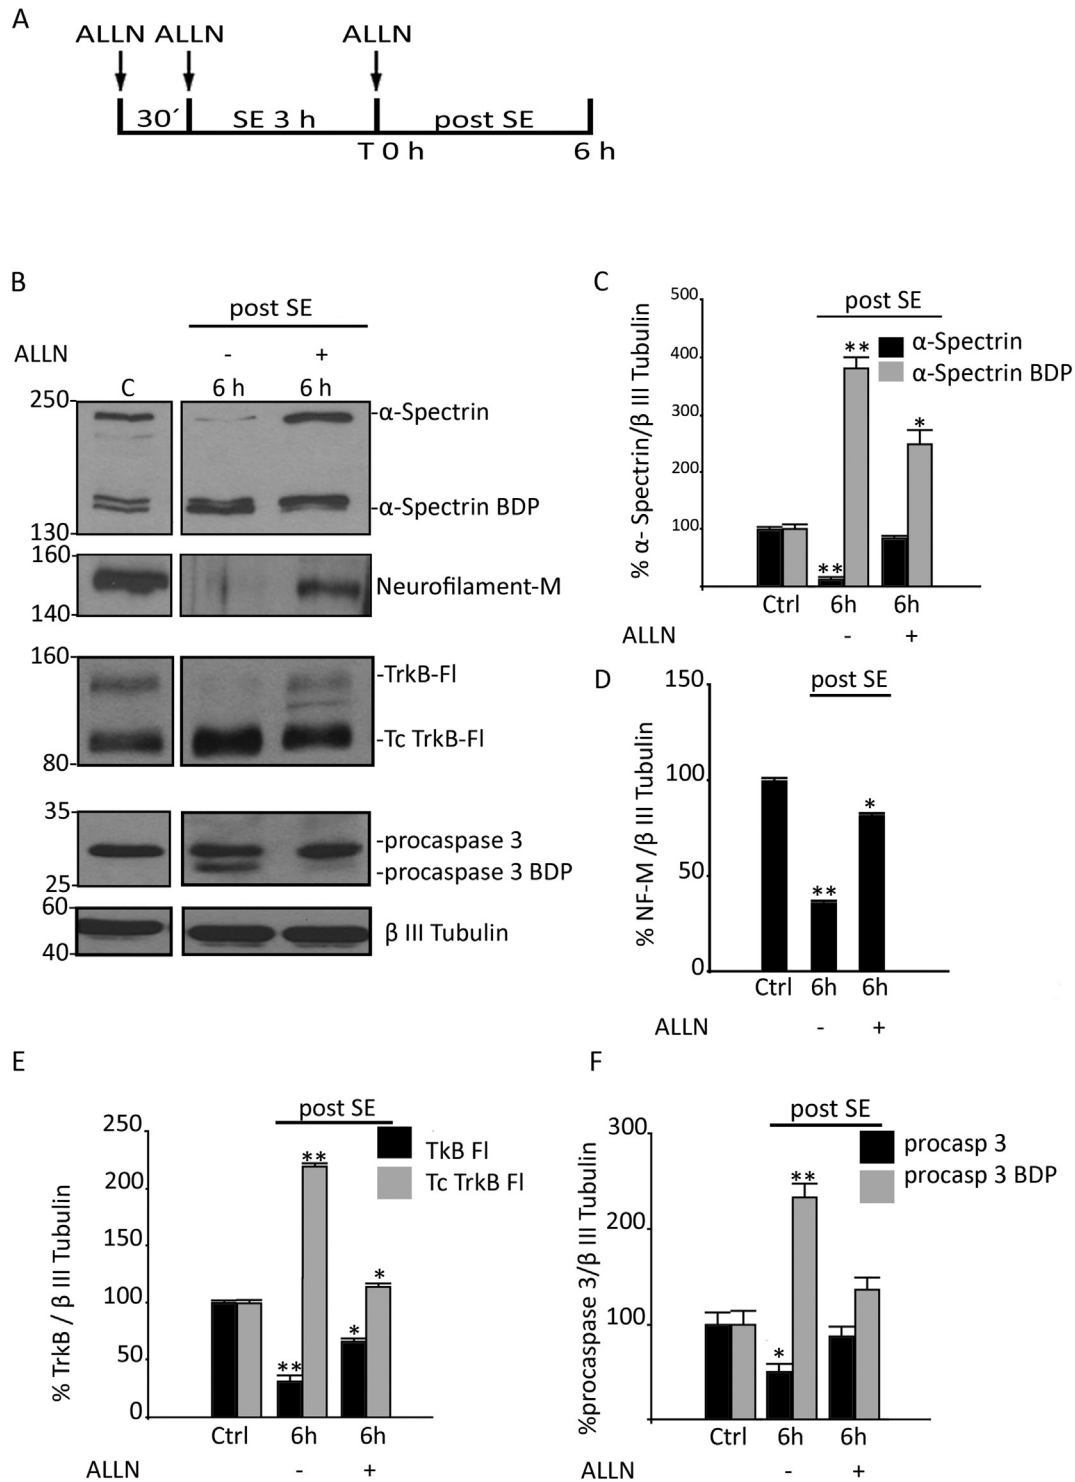 A
ALLN ALLN ALLN
30´ SE 3 h post SE
T 0 h 6 h
B
post SE
ALLN - +
C 6 h 6 h
250
-α-Spectrin
-α-Spectrin BDP
130
160
Neurofilament-M
140
160
-TrkB-Fl
-Tc TrkB-Fl
80
35
-procaspase 3
-procaspase 3 BDP
25
60
β III Tubulin
40
C
% α- Spectrin/β III Tubulin
500
400
300
200
100
post SE
α-Spectrin
α-Spectrin BDP
** ** *
Ctrl 6h 6h
ALLN - +
D
% NF-M /β III Tubulin
150
100
50
0
post SE
** *
Ctrl 6h 6h
ALLN - +
E
% TrkB / β III Tubulin
250
200
150
100
50
0
post SE
TkB Fl
Tc TrkB Fl
** ** * *
Ctrl 6h 6h
ALLN - +
F
%procaspase 3/β III Tubulin
300
200
100
post SE
procasp 3
procasp 3 BDP
* **
Ctrl 6h 6h
ALLN - +